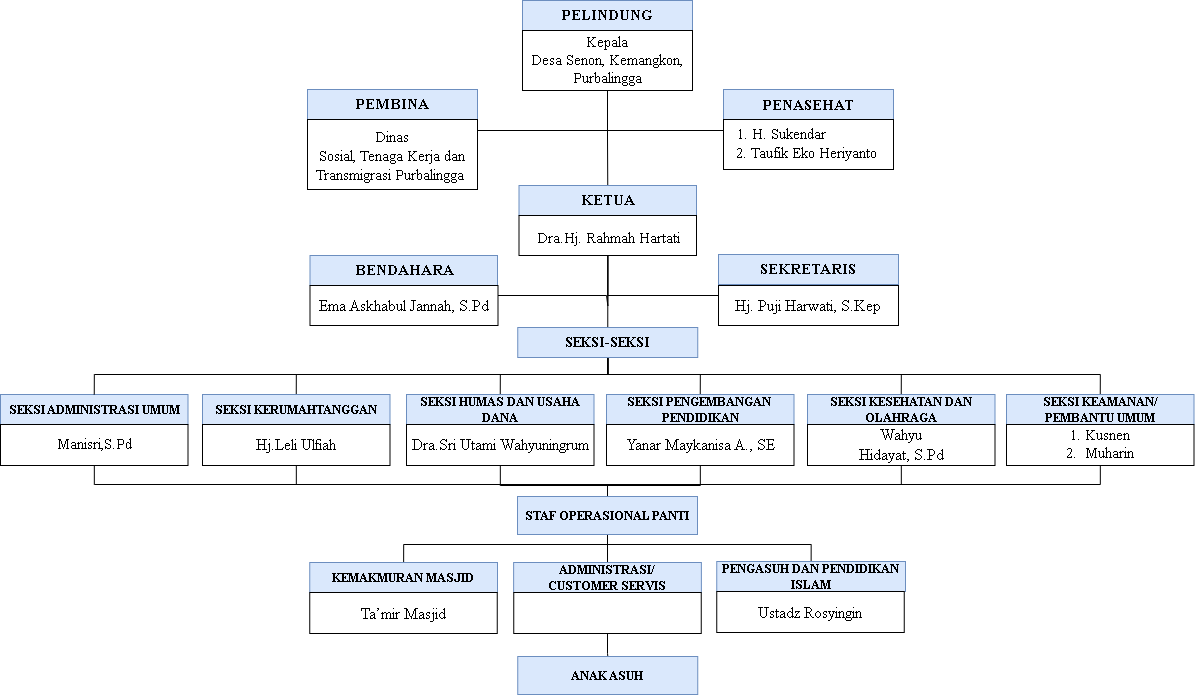 PELINDUNG
Kepala
Desa Senon, Kemangkon,
Purbalingga
PEMBINA
Dinas
Sosial, Tenaga Kerja dan
Transmigrasi Purbalingga
PENASEHAT
1. H. Sukendar
2. Taufik Eko Heriyanto
KETUA
Dra.Hj. Rahmah Hartati
BENDAHARA
Ema Askhabul Jannah, S.Pd
SEKRETARIS
Hj. Puji Harwati, S.Kep
SEKSI-SEKSI
SEKSI ADMINISTRASI UMUM
Manisri,S.Pd
SEKSI KERUMAHTANGGAN
Hj.Leli Ulfiah
SEKSI HUMAS DAN USAHA
DANA
Dra.Sri Utami Wahyuningrum
SEKSI PENGEMBANGAN
PENDIDIKAN
Yanar Maykanisa A., SE
SEKSI KESEHATAN DAN
OLAHRAGA
Wahyu
Hidayat, S.Pd
SEKSI KEAMANAN/
PEMBANTU UMUM
1. Kusnen
2. Muharin
STAF OPERASIONAL PANTI
KEMAKMURAN MASJID
Ta’mir Masjid
ADMINISTRASI/
CUSTOMER SERVIS
PENGASUH DAN PENDIDIKAN
ISLAM
Ustadz Rosyingin
ANAK ASUH